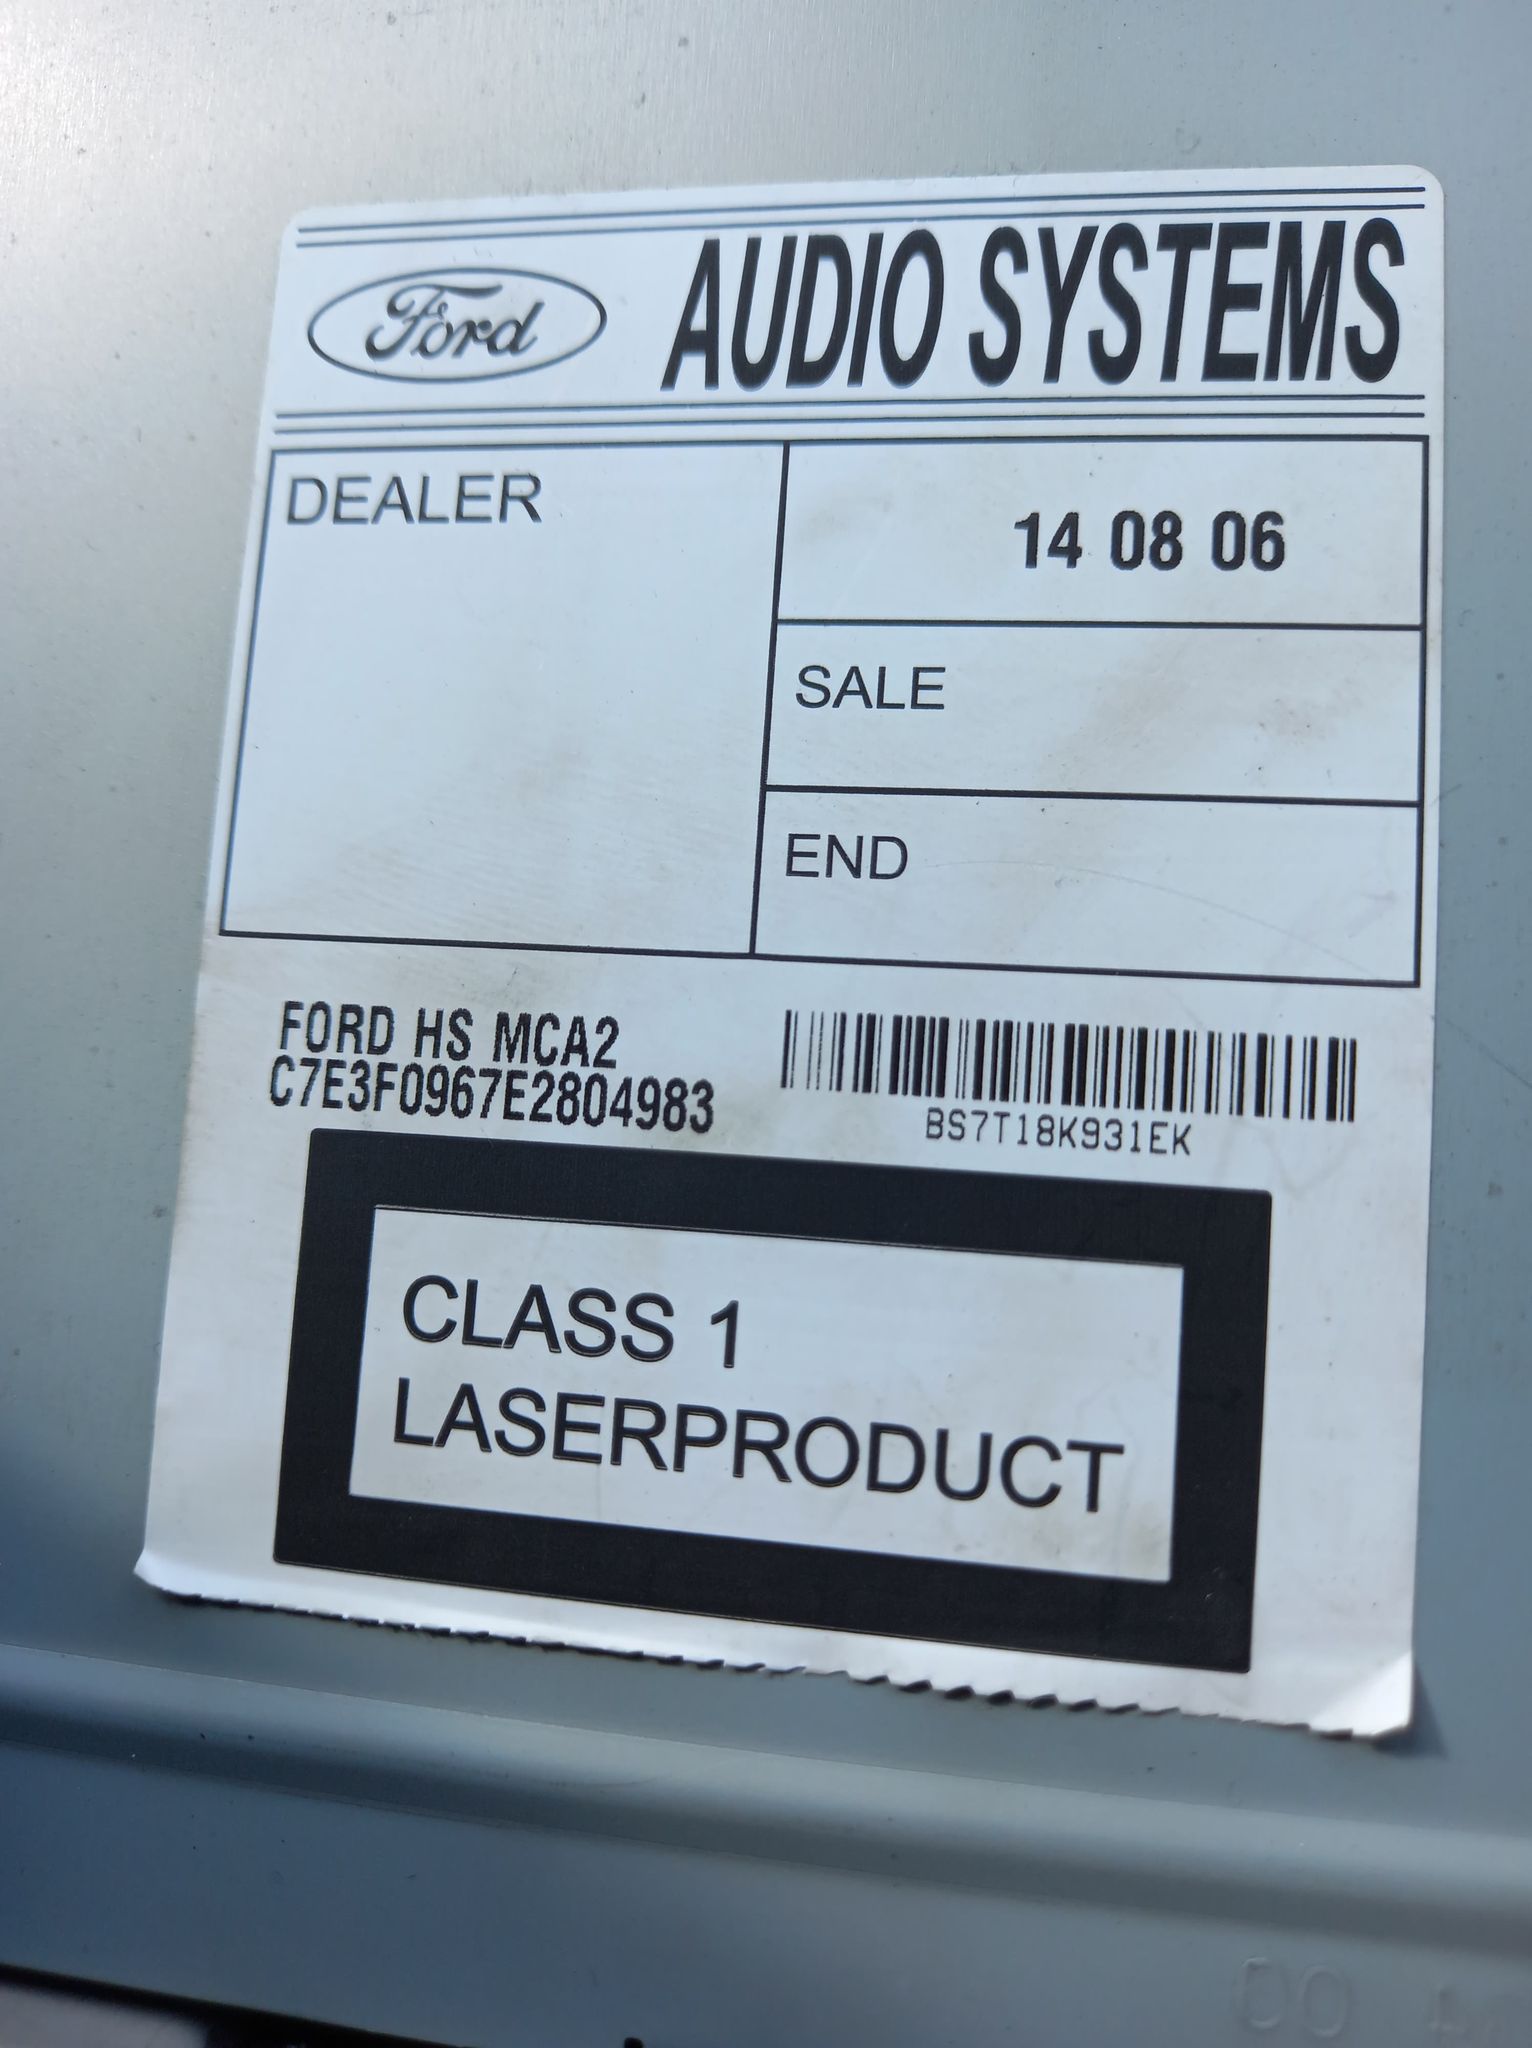 Ford AUDIO SYSTEMS
DEALER
14 08 06
SALE
END
FORD HS MCA2
C7E3F0967E2804983
BS7T18K931EK
CLASS 1
LASERPRODUCT